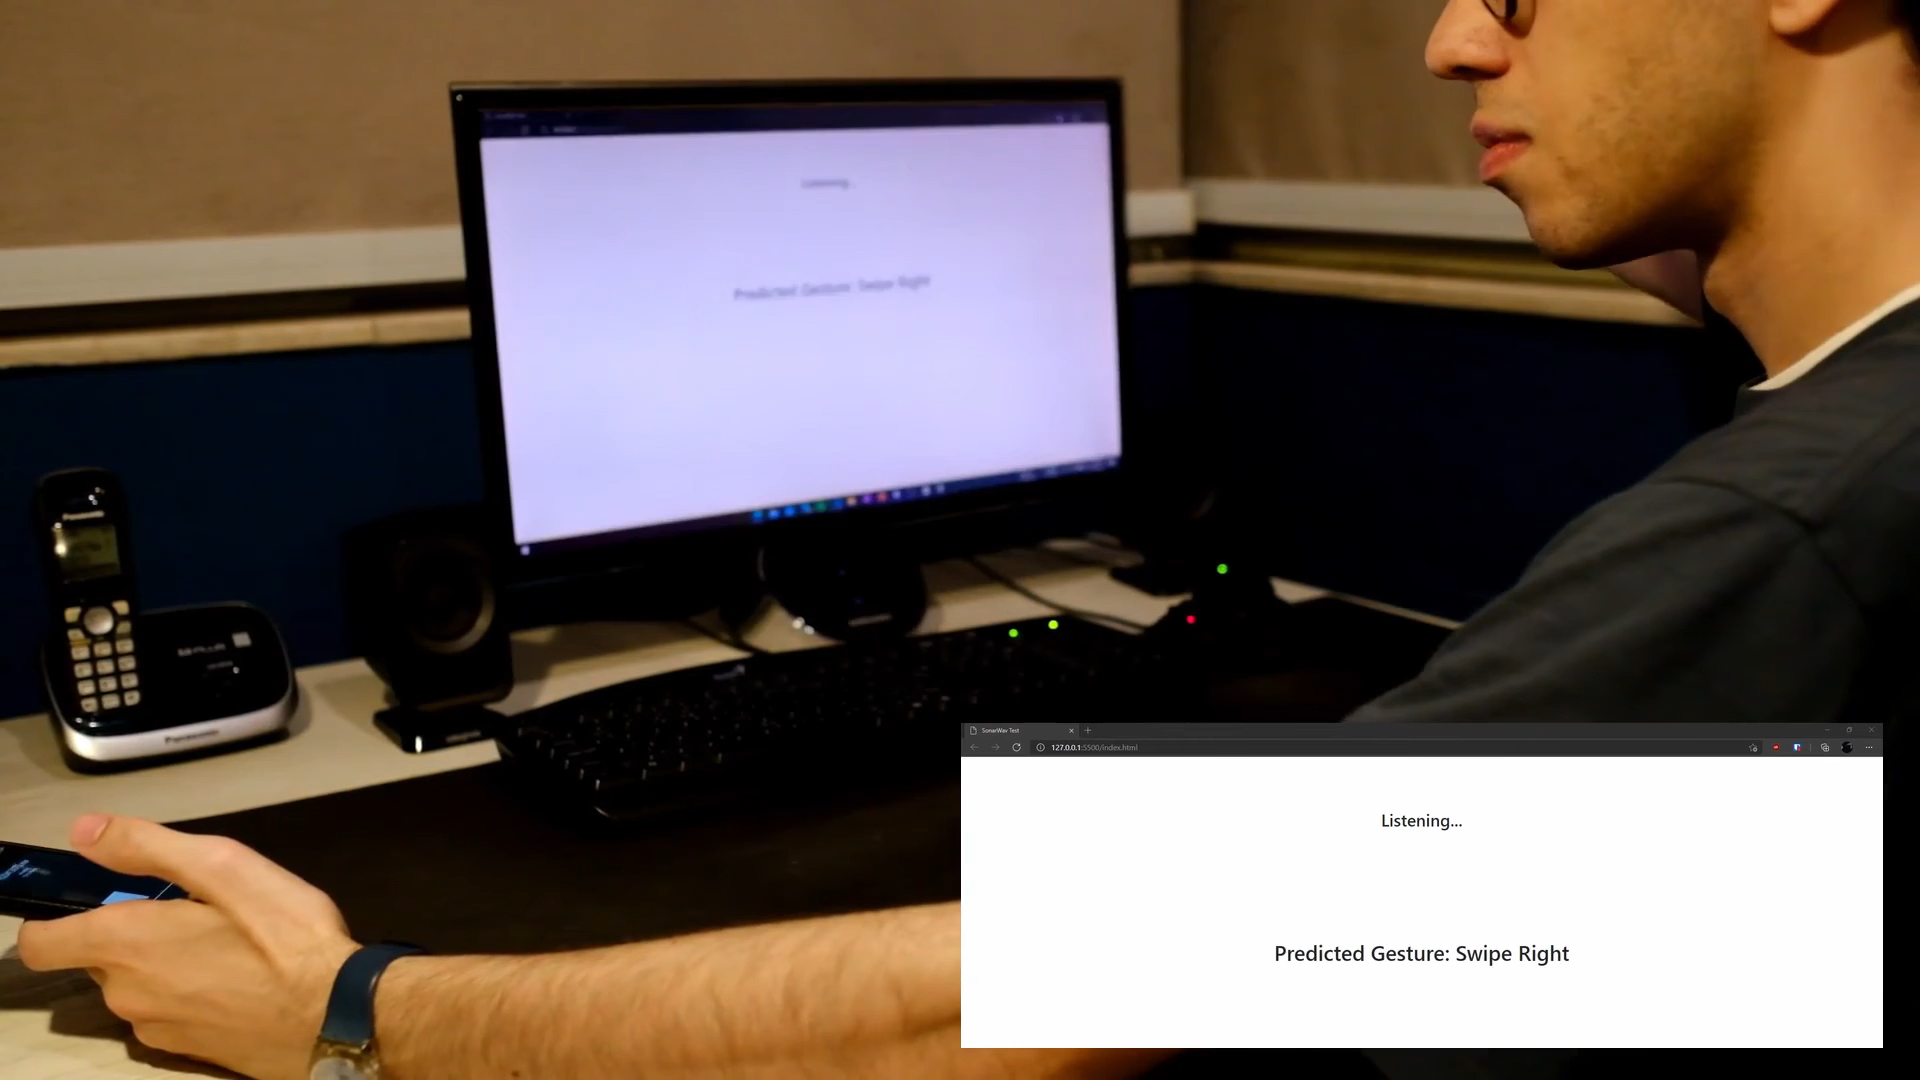 Listening...
Predicted Gesture: Swipe Right
Panasonic
Panasonic
SonarWav Test
127.0.0.1:5500/index.html
Listening...
Predicted Gesture: Swipe Right